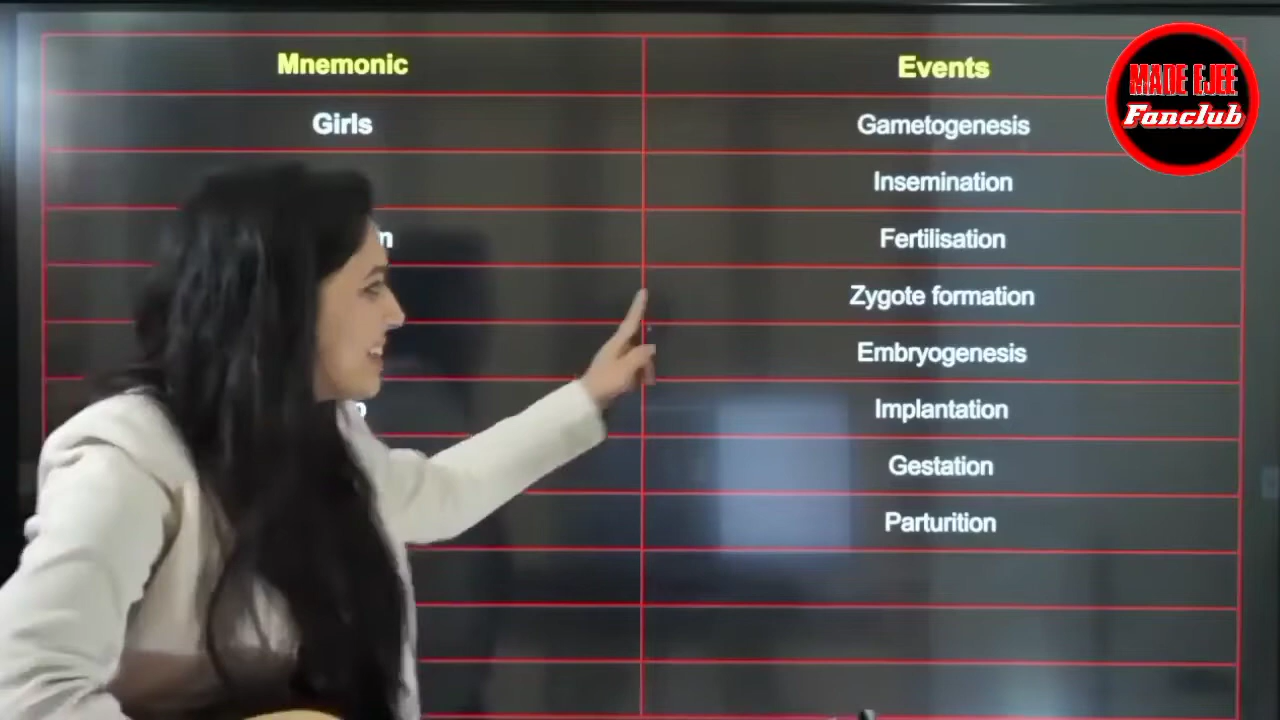 Mnemonic Events
Girls Gametogenesis
Insemination
Fertilisation
Zygote formation
Embryogenesis
Implantation
Gestation
Parturition
MADE EJEE
Fanclub